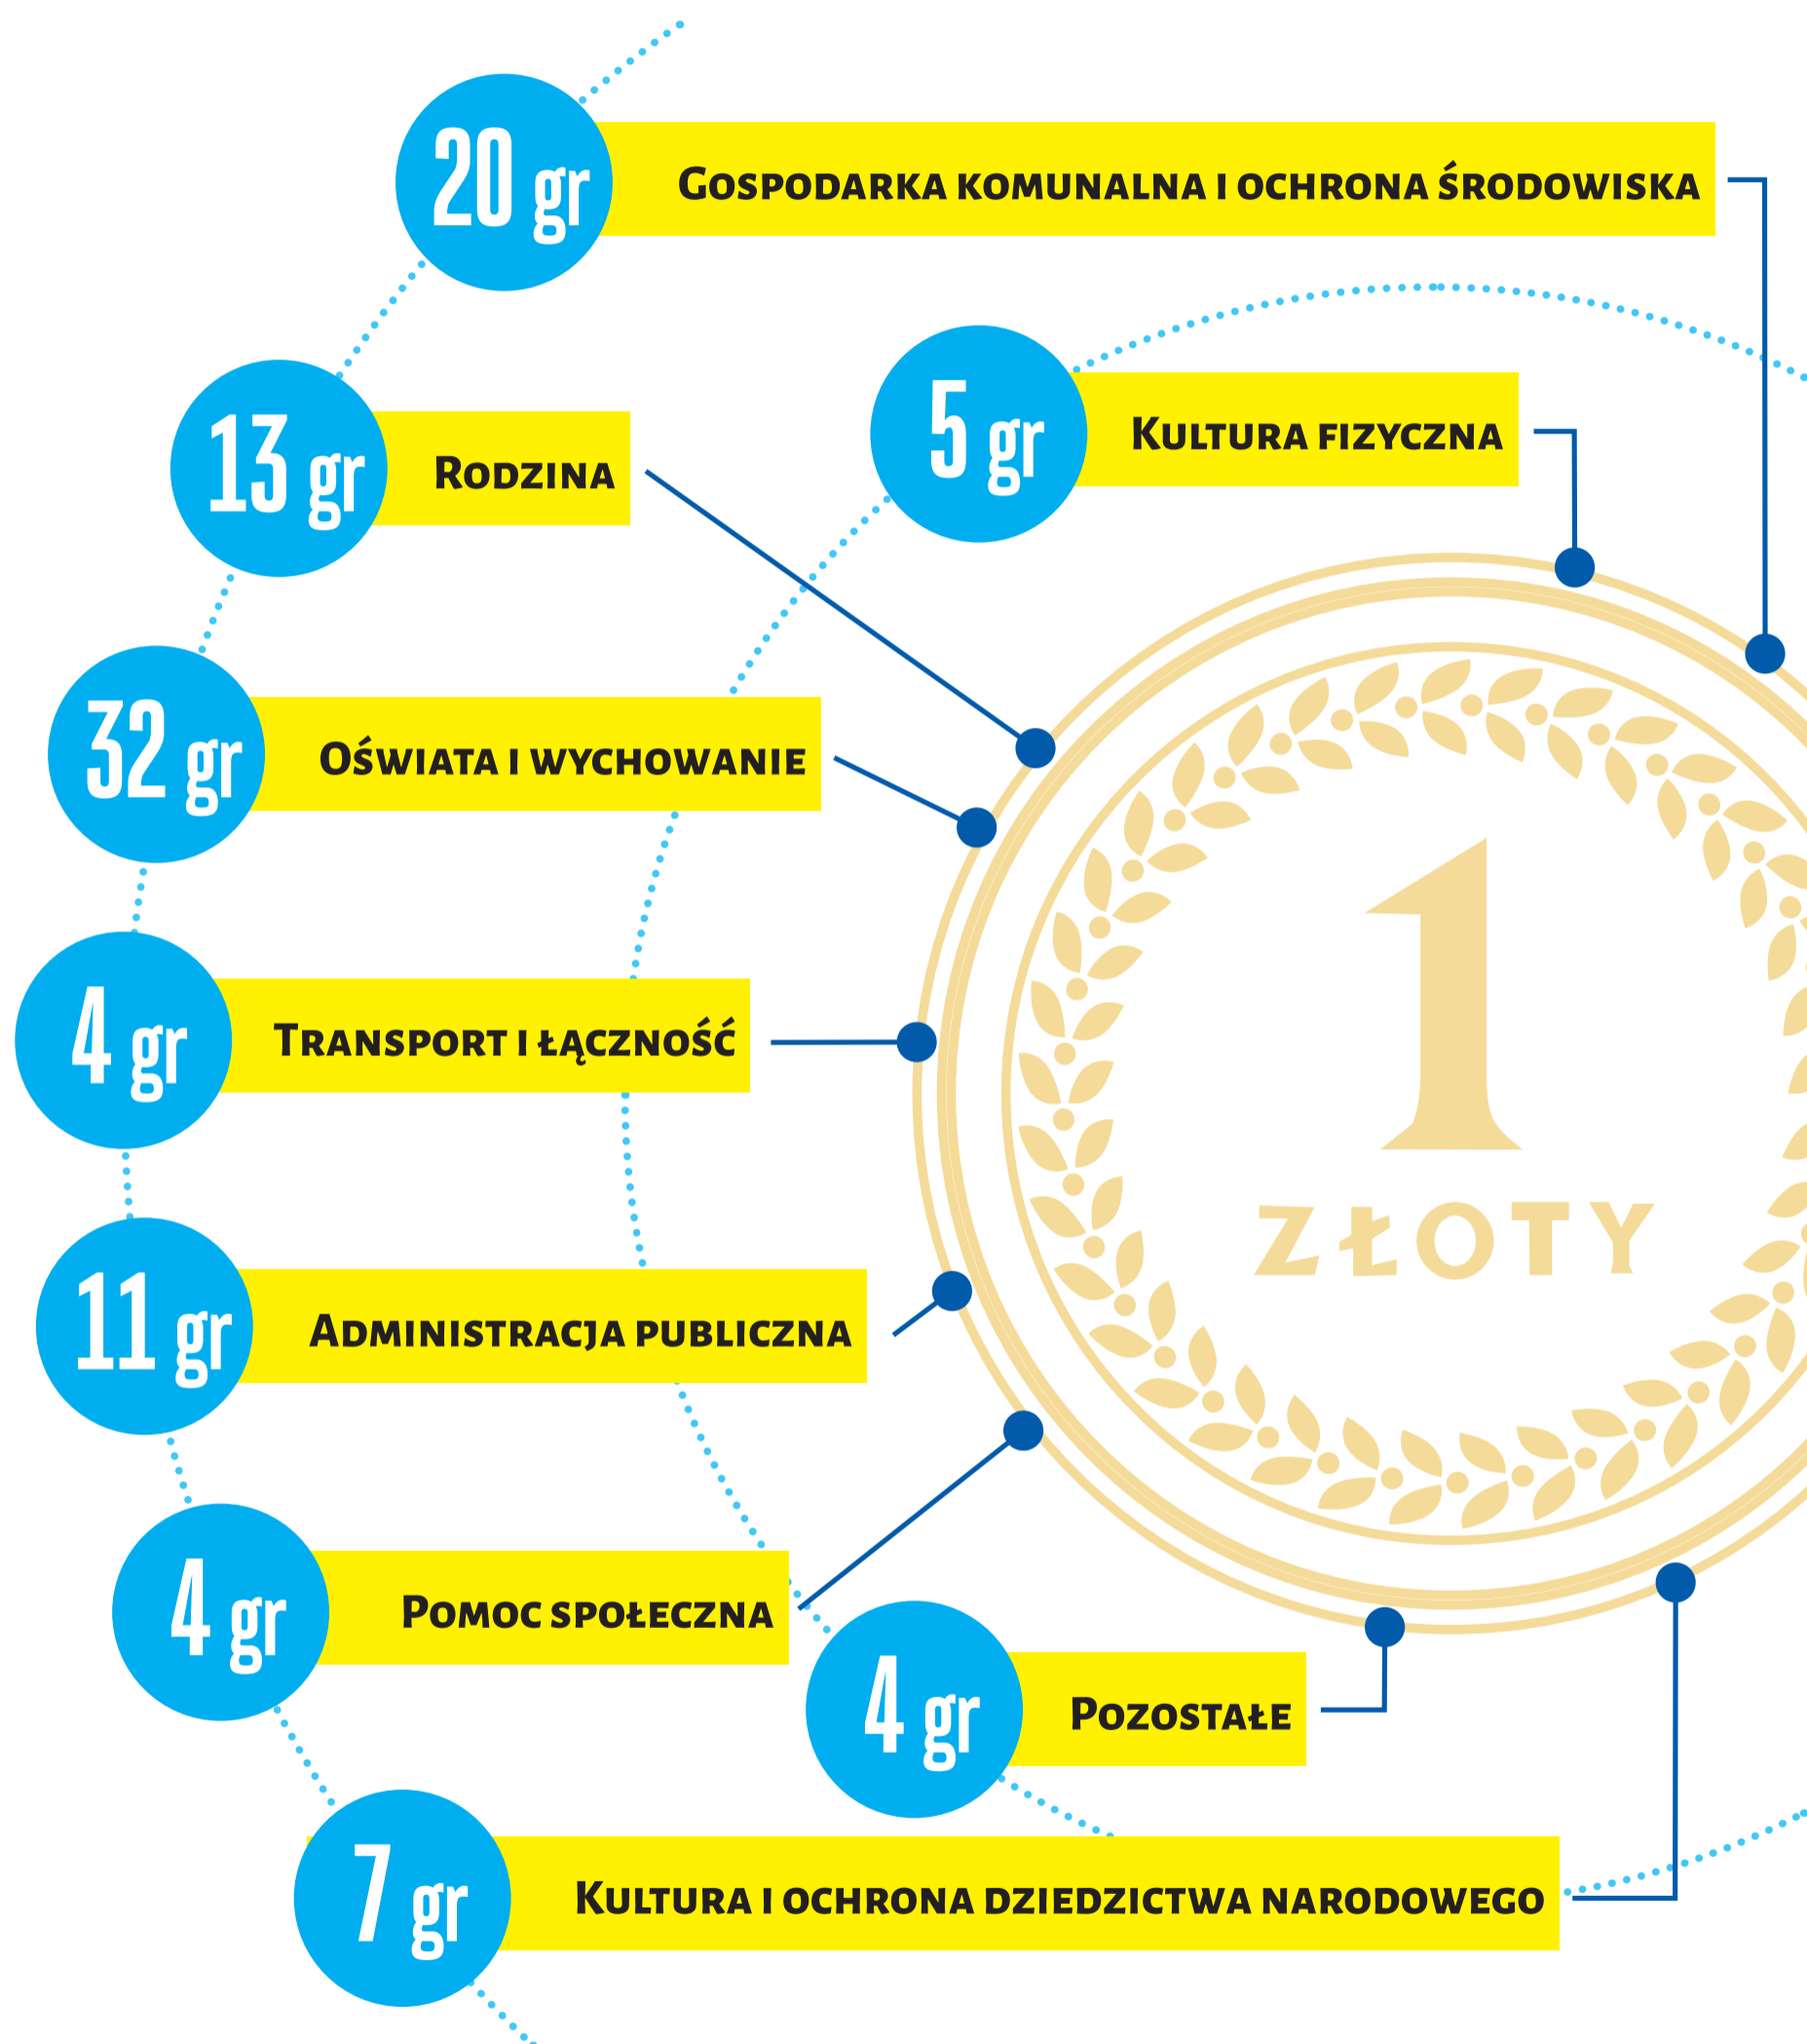 20 gr
Gospodarka komunalna i ochrona środowiska
5 gr
Kultura fizyczna
13 gr
Rodzina
32 gr
Oświata i wychowanie
4 gr
Transport i łączność
1
ZŁOTY
11 gr
Administracja publiczna
4 gr
Pomoc społeczna
4 gr
Pozostałe
7 gr
Kultura i ochrona dziedzictwa narodowego